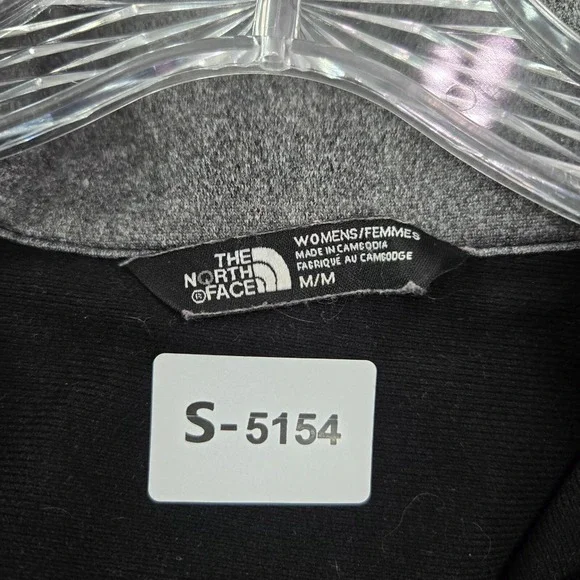 THE
NORTH
FACE
WOMENS/FEMMES
MADE IN CAMBODIA
FABRIQUÉ AU CAMBODGE
M/M
S-5154